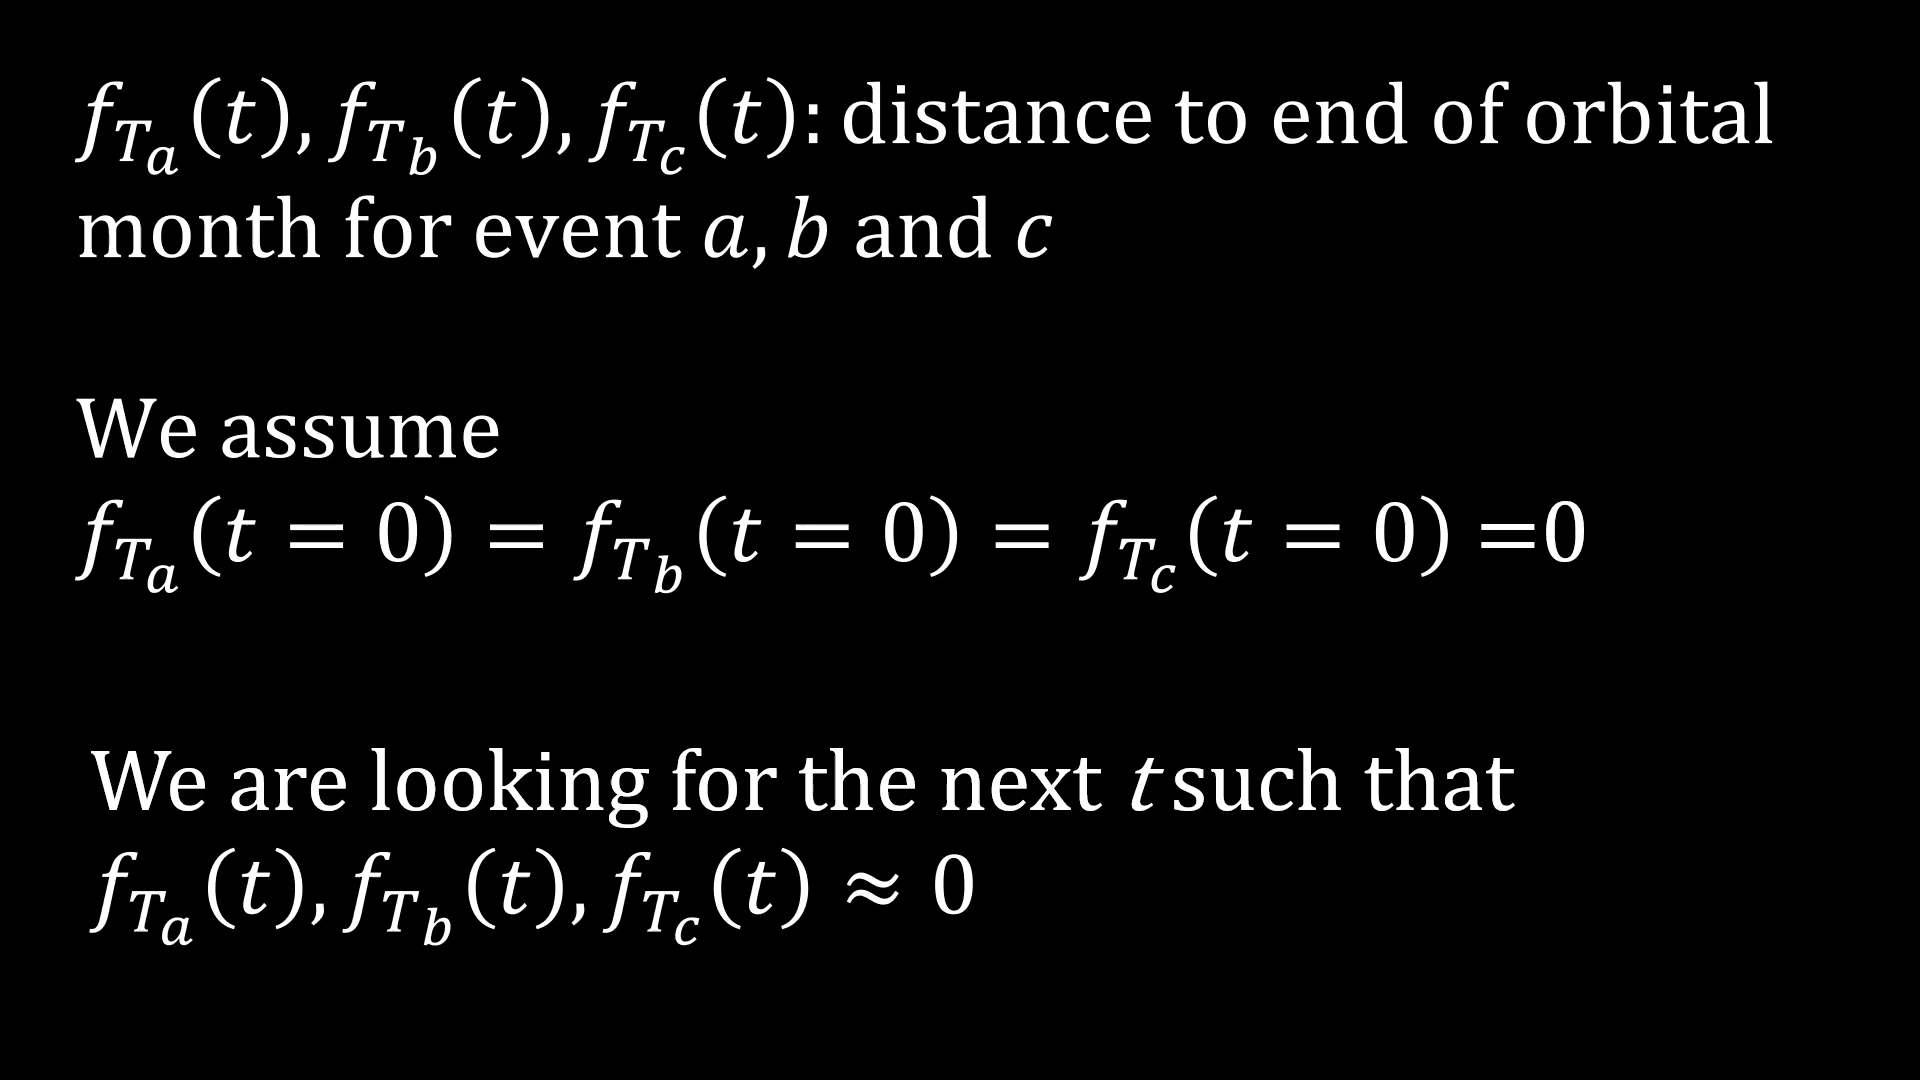 f_{T_a}(t), f_{T_b}(t), f_{T_c}(t): distance to end of orbital
month for event a, b and c
We assume
f_{T_a}(t = 0) = f_{T_b}(t = 0) = f_{T_c}(t = 0) =0
We are looking for the next t such that
f_{T_a}(t), f_{T_b}(t), f_{T_c}(t) ≈ 0